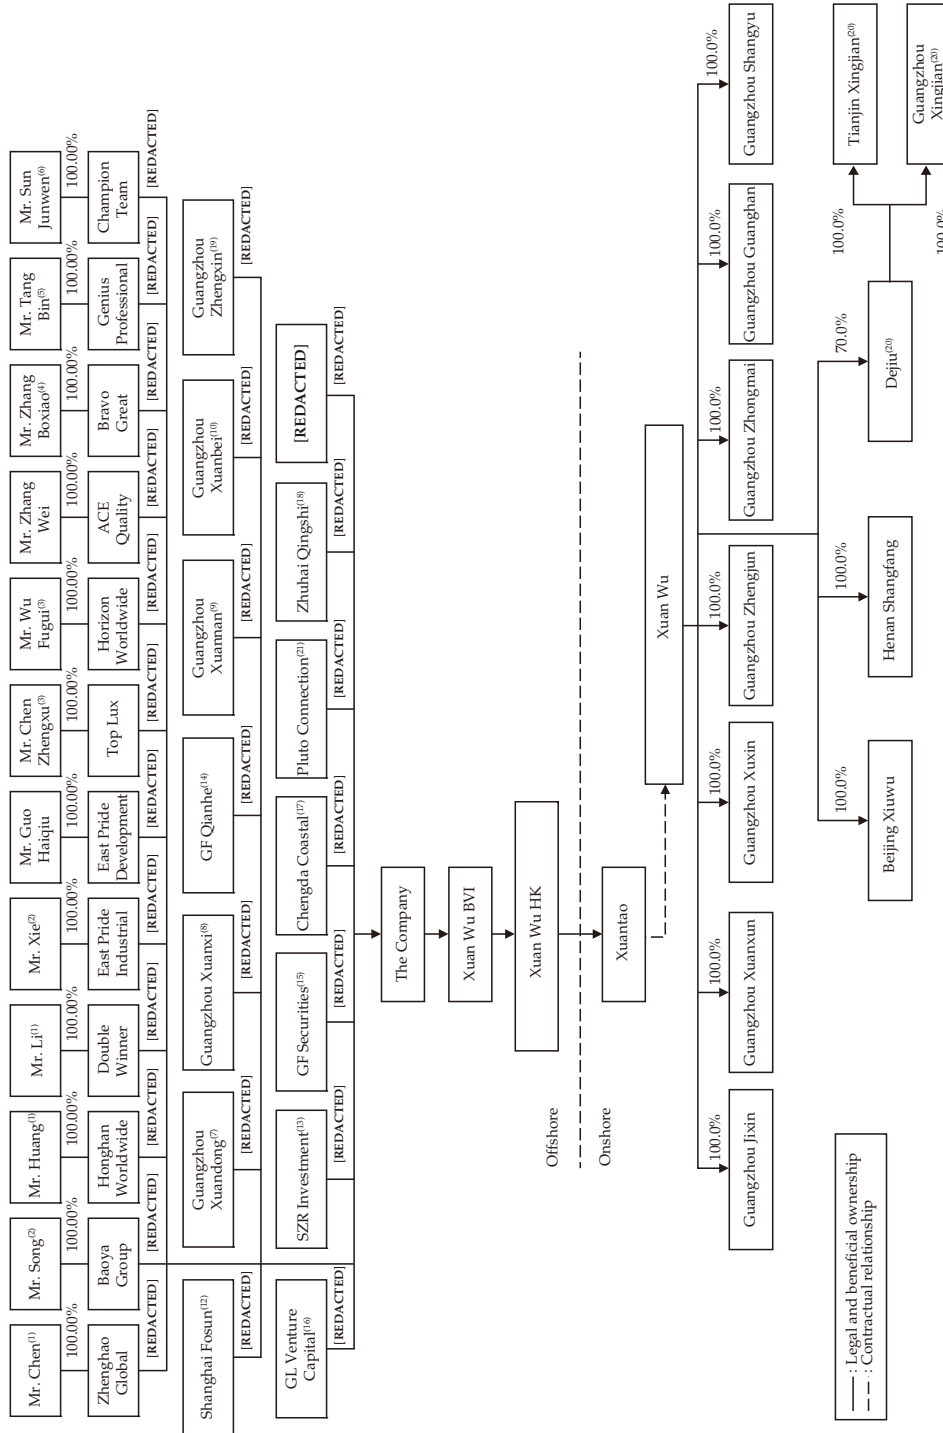 Mr. Chen(1)
Mr. Song(2)
Mr. Huang(1)
Mr. Li(1)
Mr. Xie(2)
Mr. Guo
Haiqiu
Mr. Chen
Zhengxu(3)
Mr. Wu
Fugui(3)
Mr. Zhang
Wei
Mr. Zhang
Boxiao(4)
Mr. Tang
Bin(5)
Mr. Sun
Junwen(6)
100.00%
100.00%
100.00%
100.00%
100.00%
100.00%
100.00%
100.00%
100.00%
100.00%
100.00%
100.00%
Zhenghao
Global
Baoya
Group
Honghan
Worldwide
Double
Winner
East Pride
Industrial
East Pride
Development
Top Lux
Horizon
Worldwide
ACE
Quality
Bravo
Great
Genius
Professional
Champion
Team
[REDACTED]
[REDACTED]
[REDACTED]
[REDACTED]
[REDACTED]
[REDACTED]
[REDACTED]
[REDACTED]
[REDACTED]
[REDACTED]
[REDACTED]
[REDACTED]
Shanghai Fosun(12)
Guangzhou
Xuandong(7)
Guangzhou Xuanxi(8)
GF Qianhe(14)
Guangzhou
Xuannan(9)
Guangzhou
Xuanbei(10)
Guangzhou
Zhengxin(19)
[REDACTED]
[REDACTED]
[REDACTED]
[REDACTED]
[REDACTED]
[REDACTED]
[REDACTED]
GL Venture
Capital(16)
SZR Investment(13)
GF Securities(15)
Chengda Coastal(17)
Pluto Connection(21)
Zhuhai Qingshi(18)
[REDACTED]
[REDACTED]
[REDACTED]
[REDACTED]
[REDACTED]
[REDACTED]
[REDACTED]
[REDACTED]
The Company
Xuan Wu BVI
Xuan Wu HK
Offshore
Onshore
Xuantao
Xuan Wu
100.0%
100.0%
100.0%
100.0%
100.0%
100.0%
100.0%
Guangzhou Jixin
Guangzhou Xuanxun
Guangzhou Xuxin
Guangzhou Zhengjun
Guangzhou Zhongmai
Guangzhou Guanghan
Guangzhou Shangyu
100.0%
100.0%
70.0%
Beijing Xiuwu
Henan Shangfang
Dejiu(20)
100.0%
Tianjin Xingjian(20)
100.0%
Guangzhou
Xingjian(20)
: Legal and beneficial ownership
: Contractual relationship